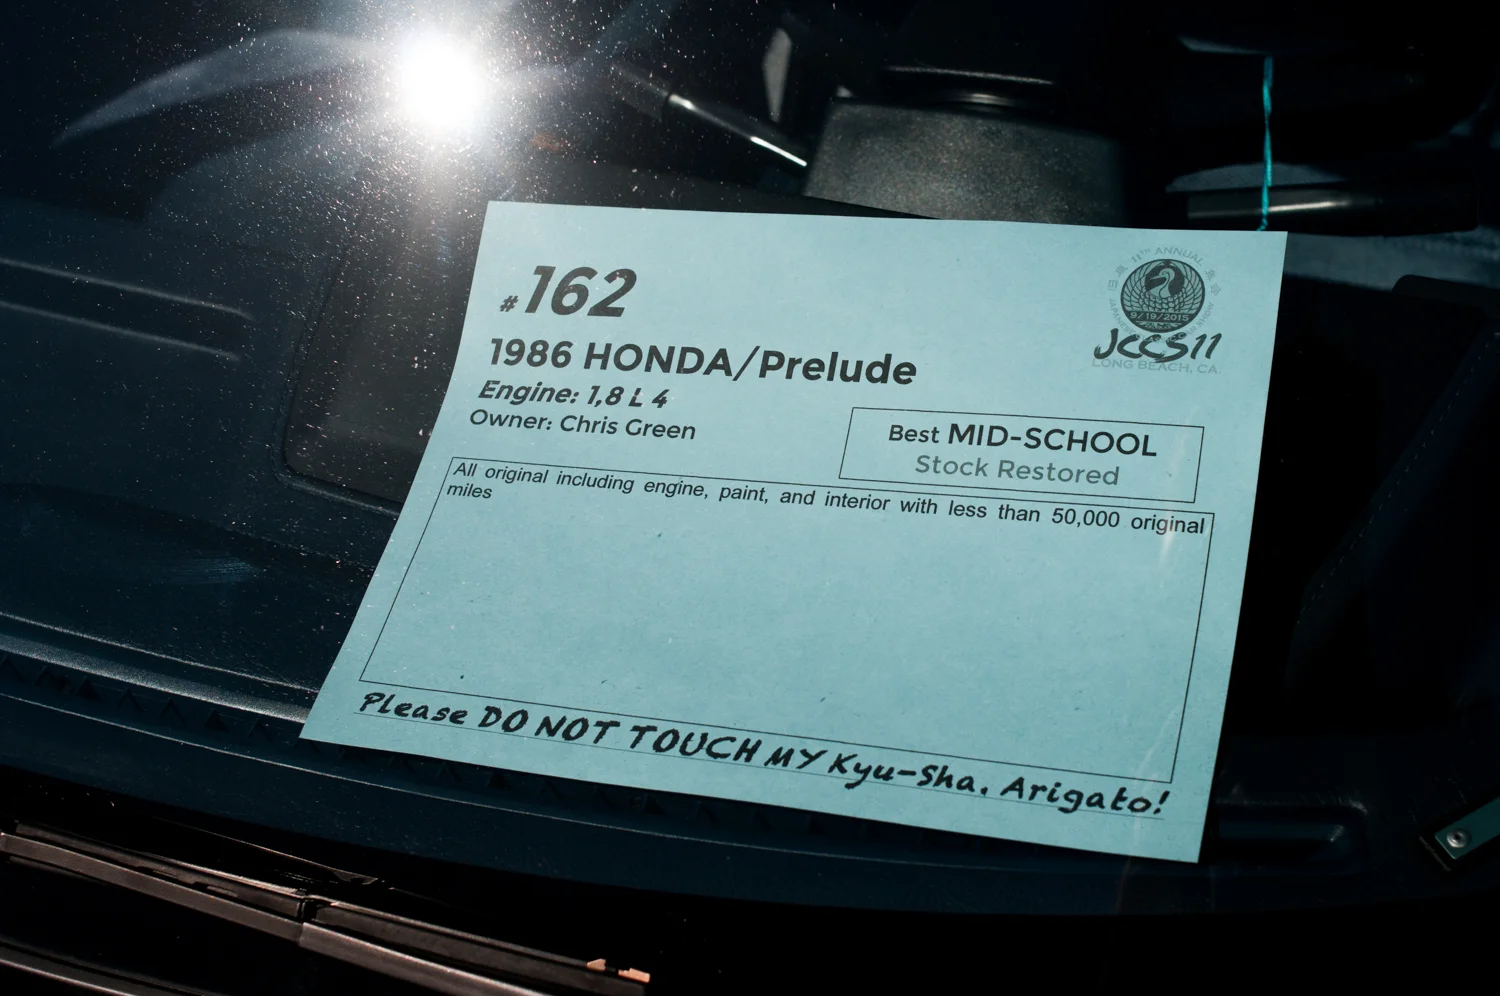 #162
11TH ANNUAL
9/19/2015
JCCS11
LONG BEACH, CA.
1986 HONDA/Prelude
Engine: 1,8 L 4
Owner: Chris Green
Best MID-SCHOOL
Stock Restored
All original including engine, paint, and interior with less than 50,000 original
miles
Please DO NOT TOUCH MY Kyu-Sha. Arigato!